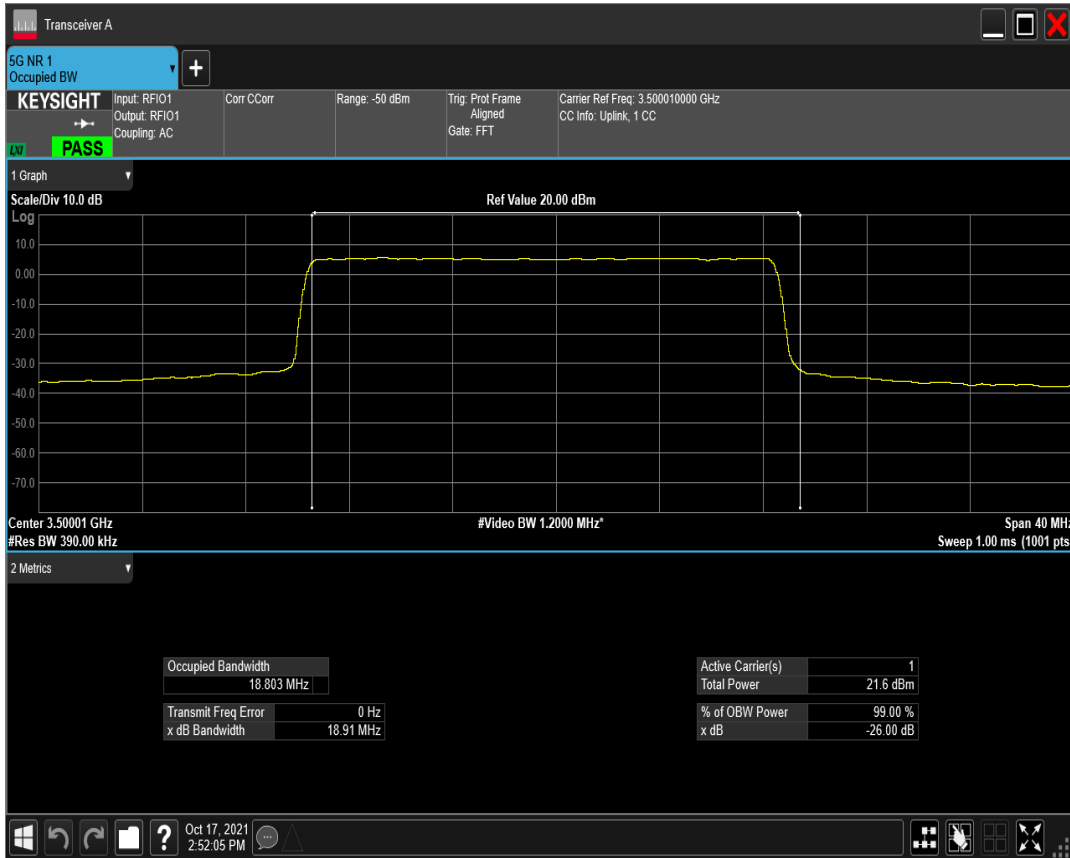 Transceiver A
5G NR 1
Occupied BW
+
KEYSIGHT
LXI
PASS
Input: RFIO1
Output: RFIO1
Coupling: AC
Corr CCorr
Range: -50 dBm
Trig: Prot Frame
Aligned
Gate: FFT
Carrier Ref Freq: 3.500010000 GHz
CC Info: Uplink, 1 CC
1 Graph
Scale/Div 10.0 dB
Ref Value 20.00 dBm
Log
10.0
0.00
-10.0
-20.0
-30.0
-40.0
-50.0
-60.0
-70.0
Center 3.50001 GHz
#Video BW 1.2000 MHz*
Span 40 MHz
#Res BW 390.00 kHz
Sweep 1.00 ms (1001 pts
2 Metrics
Occupied Bandwidth
18.803 MHz
Transmit Freq Error 0 Hz
x dB Bandwidth 18.91 MHz
Active Carrier(s) 1
Total Power 21.6 dBm
% of OBW Power 99.00 %
x dB -26.00 dB
?
Oct 17, 2021
2:52:05 PM